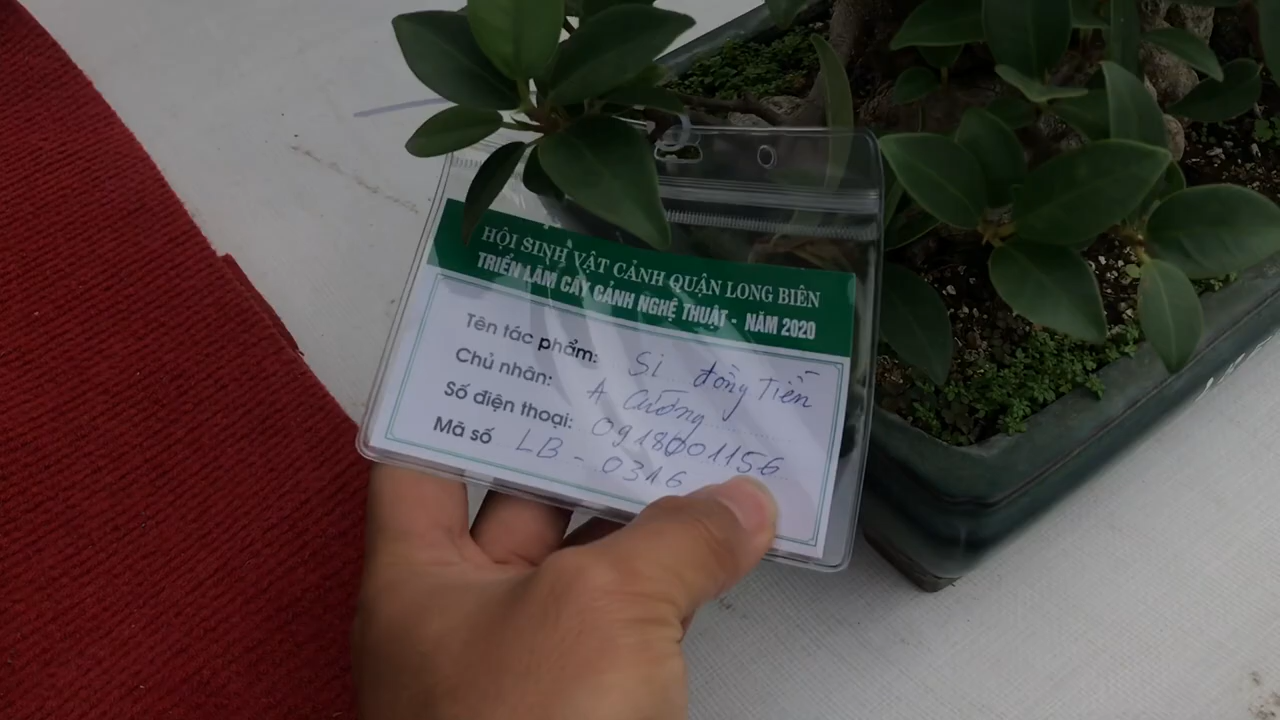 HỘI SINH VẬT CẢNH QUẬN LONG BIÊN
TRIỂN LÃM CÂY CẢNH NGHỆ THUẬT - NĂM 2020
Tên tác phẩm: Si đồng Tiền
Chủ nhân: A Cường
Số điện thoại: 0918001156
Mã số LB - 0316